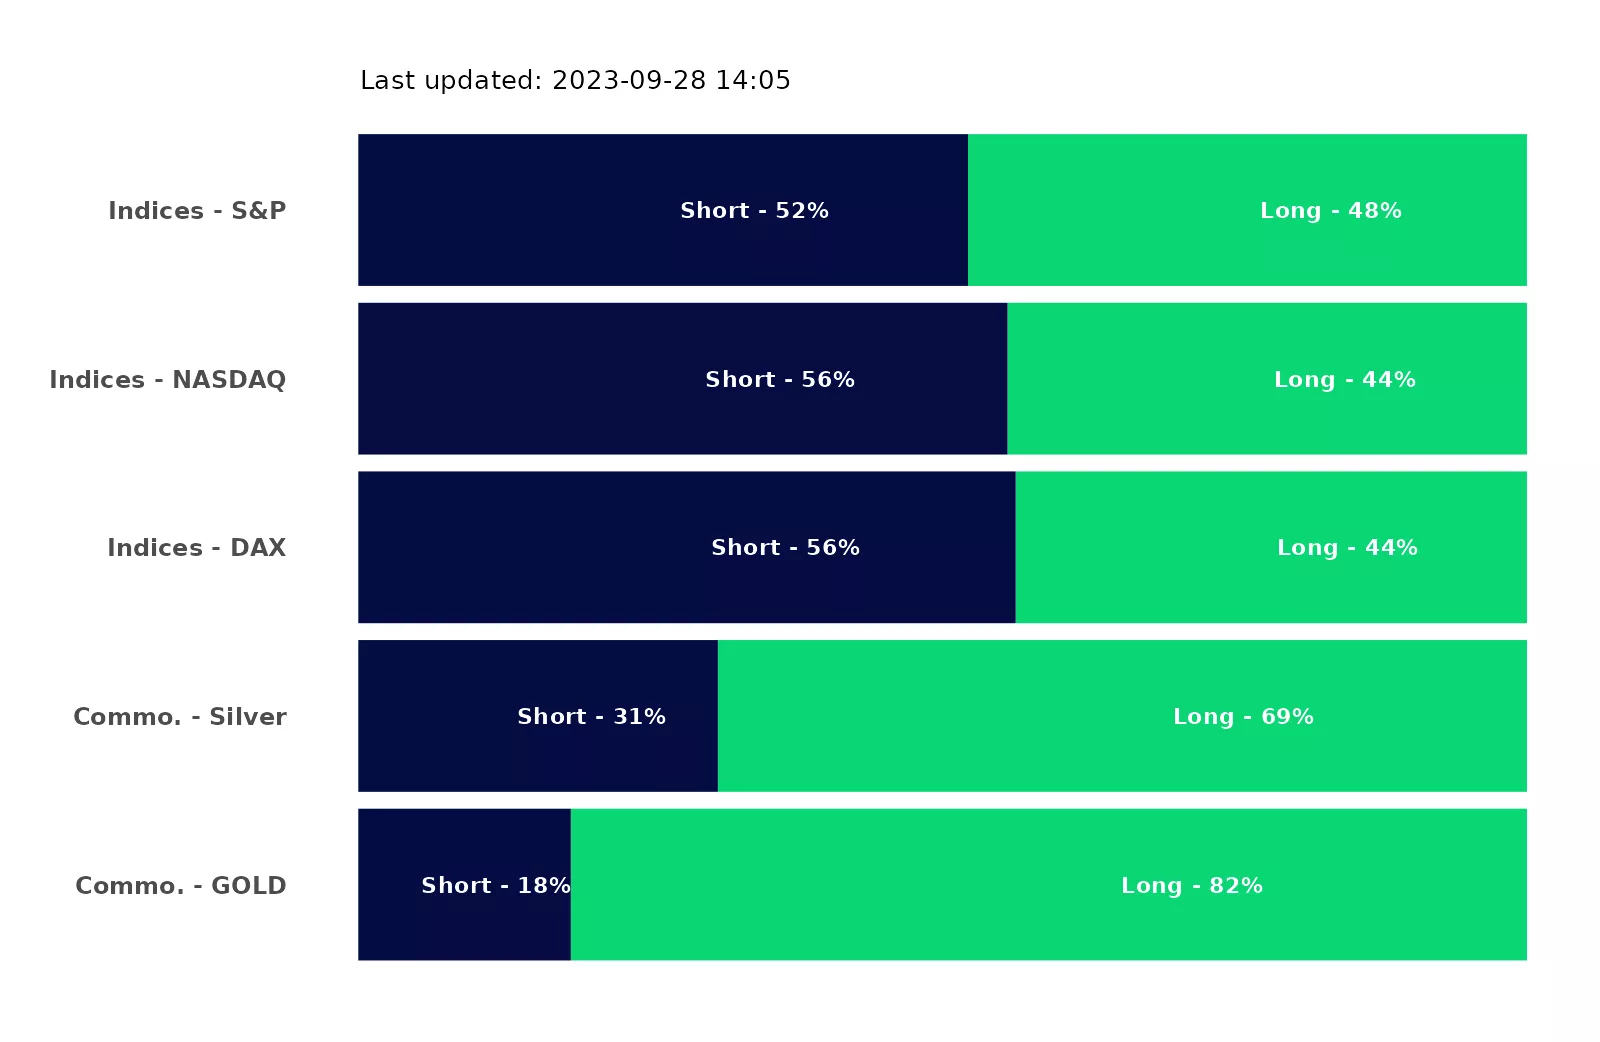 Last updated: 2023-09-28 14:05
Indices - S&P Short - 52% Long - 48%
Indices - NASDAQ Short - 56% Long - 44%
Indices - DAX Short - 56% Long - 44%
Commo. - Silver Short - 31% Long - 69%
Commo. - GOLD Short - 18% Long - 82%